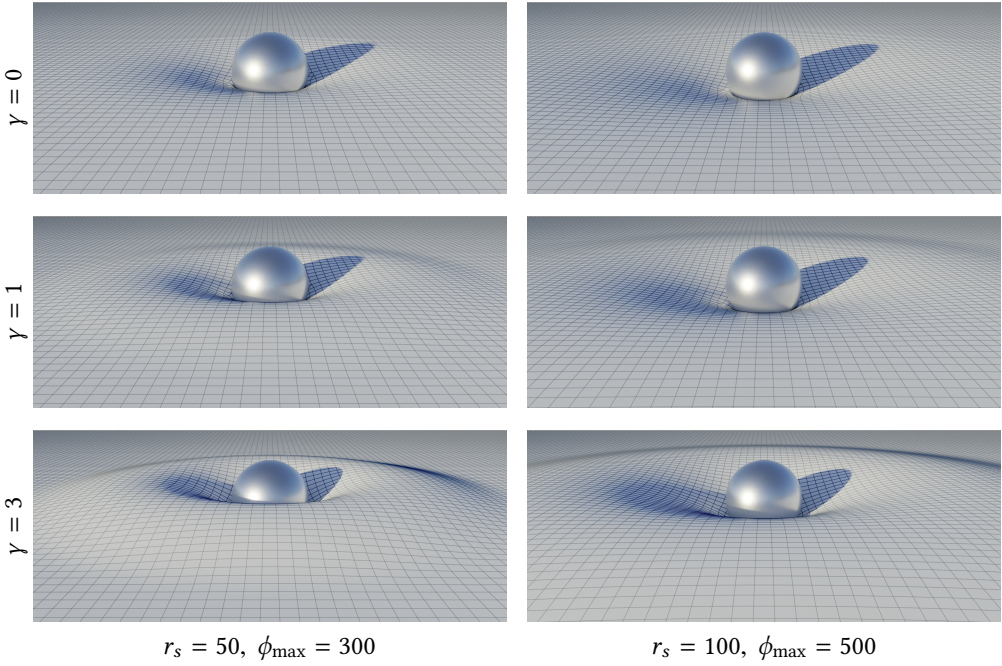 γ = 0
γ = 1
γ = 3
r_s = 50, ϕ_max = 300
r_s = 100, ϕ_max = 500